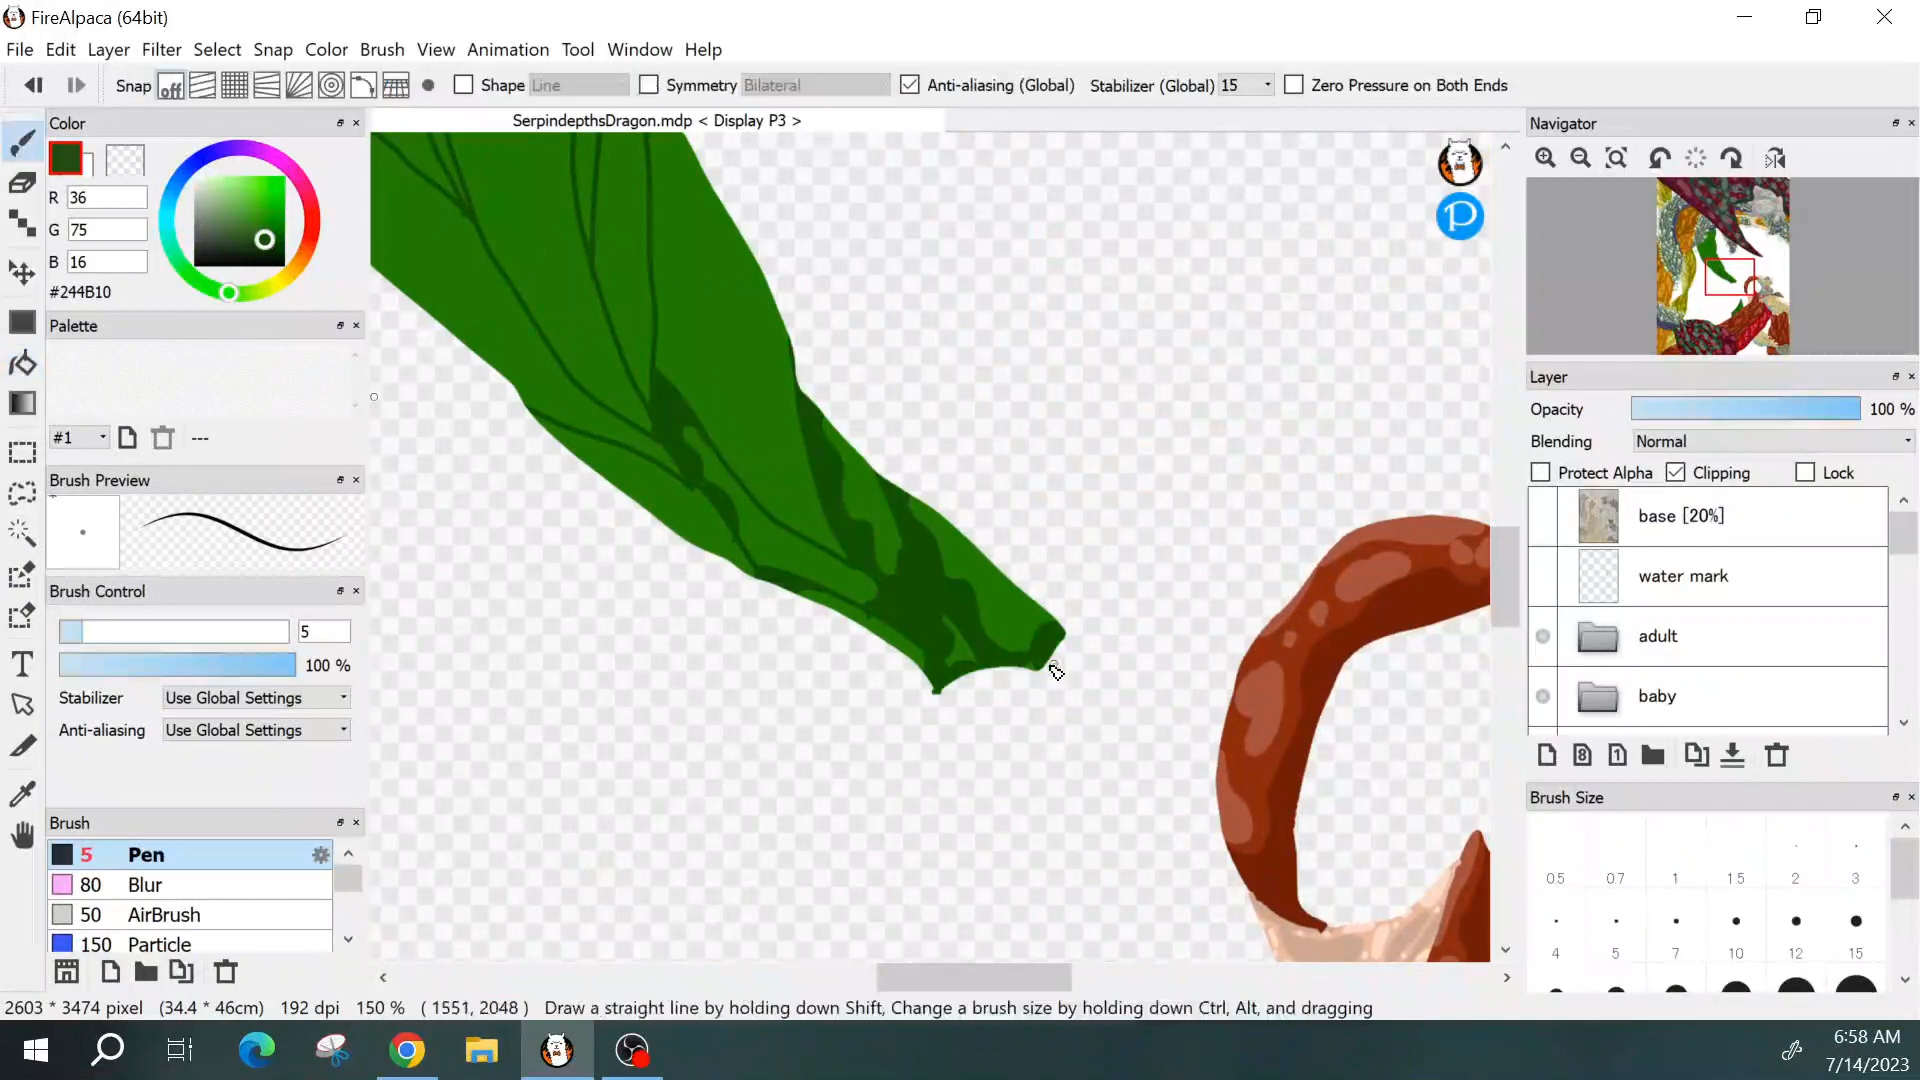 FireAlpaca (64bit)
File Edit Layer Filter Select Snap Color Brush View Animation Tool Window Help
Snap off Shape Line Symmetry Bilateral Anti-aliasing (Global) Stabilizer (Global) 15 Zero Pressure on Both Ends
Color
SerpindepthsDragon.mdp < Display P3 >
Navigator
R 36
G 75
B 16
#244B10
Palette
#1 ---
Brush Preview
Brush Control
5
100 %
Stabilizer Use Global Settings
Anti-aliasing Use Global Settings
Brush
5 Pen
80 Blur
50 AirBrush
150 Particle
Layer
Opacity 100 %
Blending Normal
Protect Alpha Clipping Lock
base [20%]
water mark
adult
baby
8 1
Brush Size
0.5 0.7 1 1.5 2 3
4 5 7 10 12 15
2603 * 3474 pixel (34.4 * 46cm) 192 dpi 150 % ( 1551, 2048 ) Draw a straight line by holding down Shift, Change a brush size by holding down Ctrl, Alt, and dragging
6:58 AM
7/14/2023